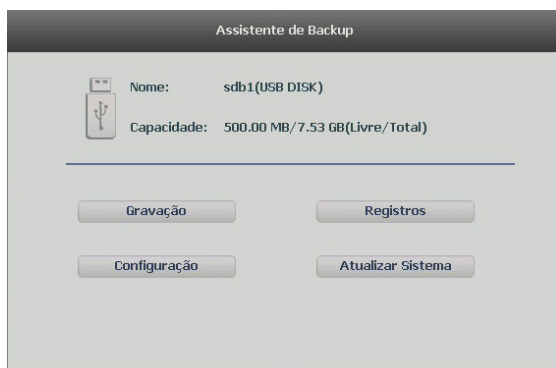 Assistente de Backup
Nome: sdb1(USB DISK)
Capacidade: 500.00 MB/7.53 GB(Livre/Total)
Gravação Registros
Configuração Atualizar Sistema